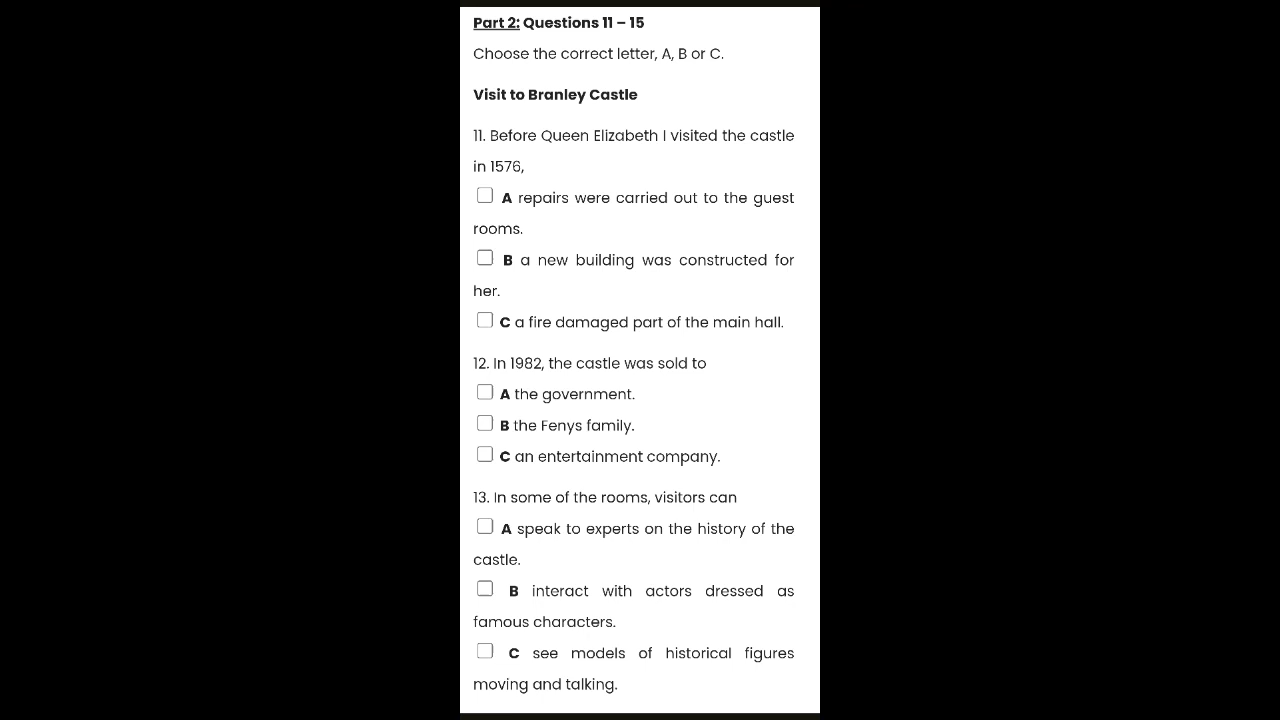 Part 2: Questions 11 – 15
Choose the correct letter, A, B or C.
Visit to Branley Castle
11. Before Queen Elizabeth I visited the castle
in 1576,
A repairs were carried out to the guest
rooms.
B a new building was constructed for
her.
C a fire damaged part of the main hall.
12. In 1982, the castle was sold to
A the government.
B the Fenys family.
C an entertainment company.
13. In some of the rooms, visitors can
A speak to experts on the history of the
castle.
B interact with actors dressed as
famous characters.
C see models of historical figures
moving and talking.